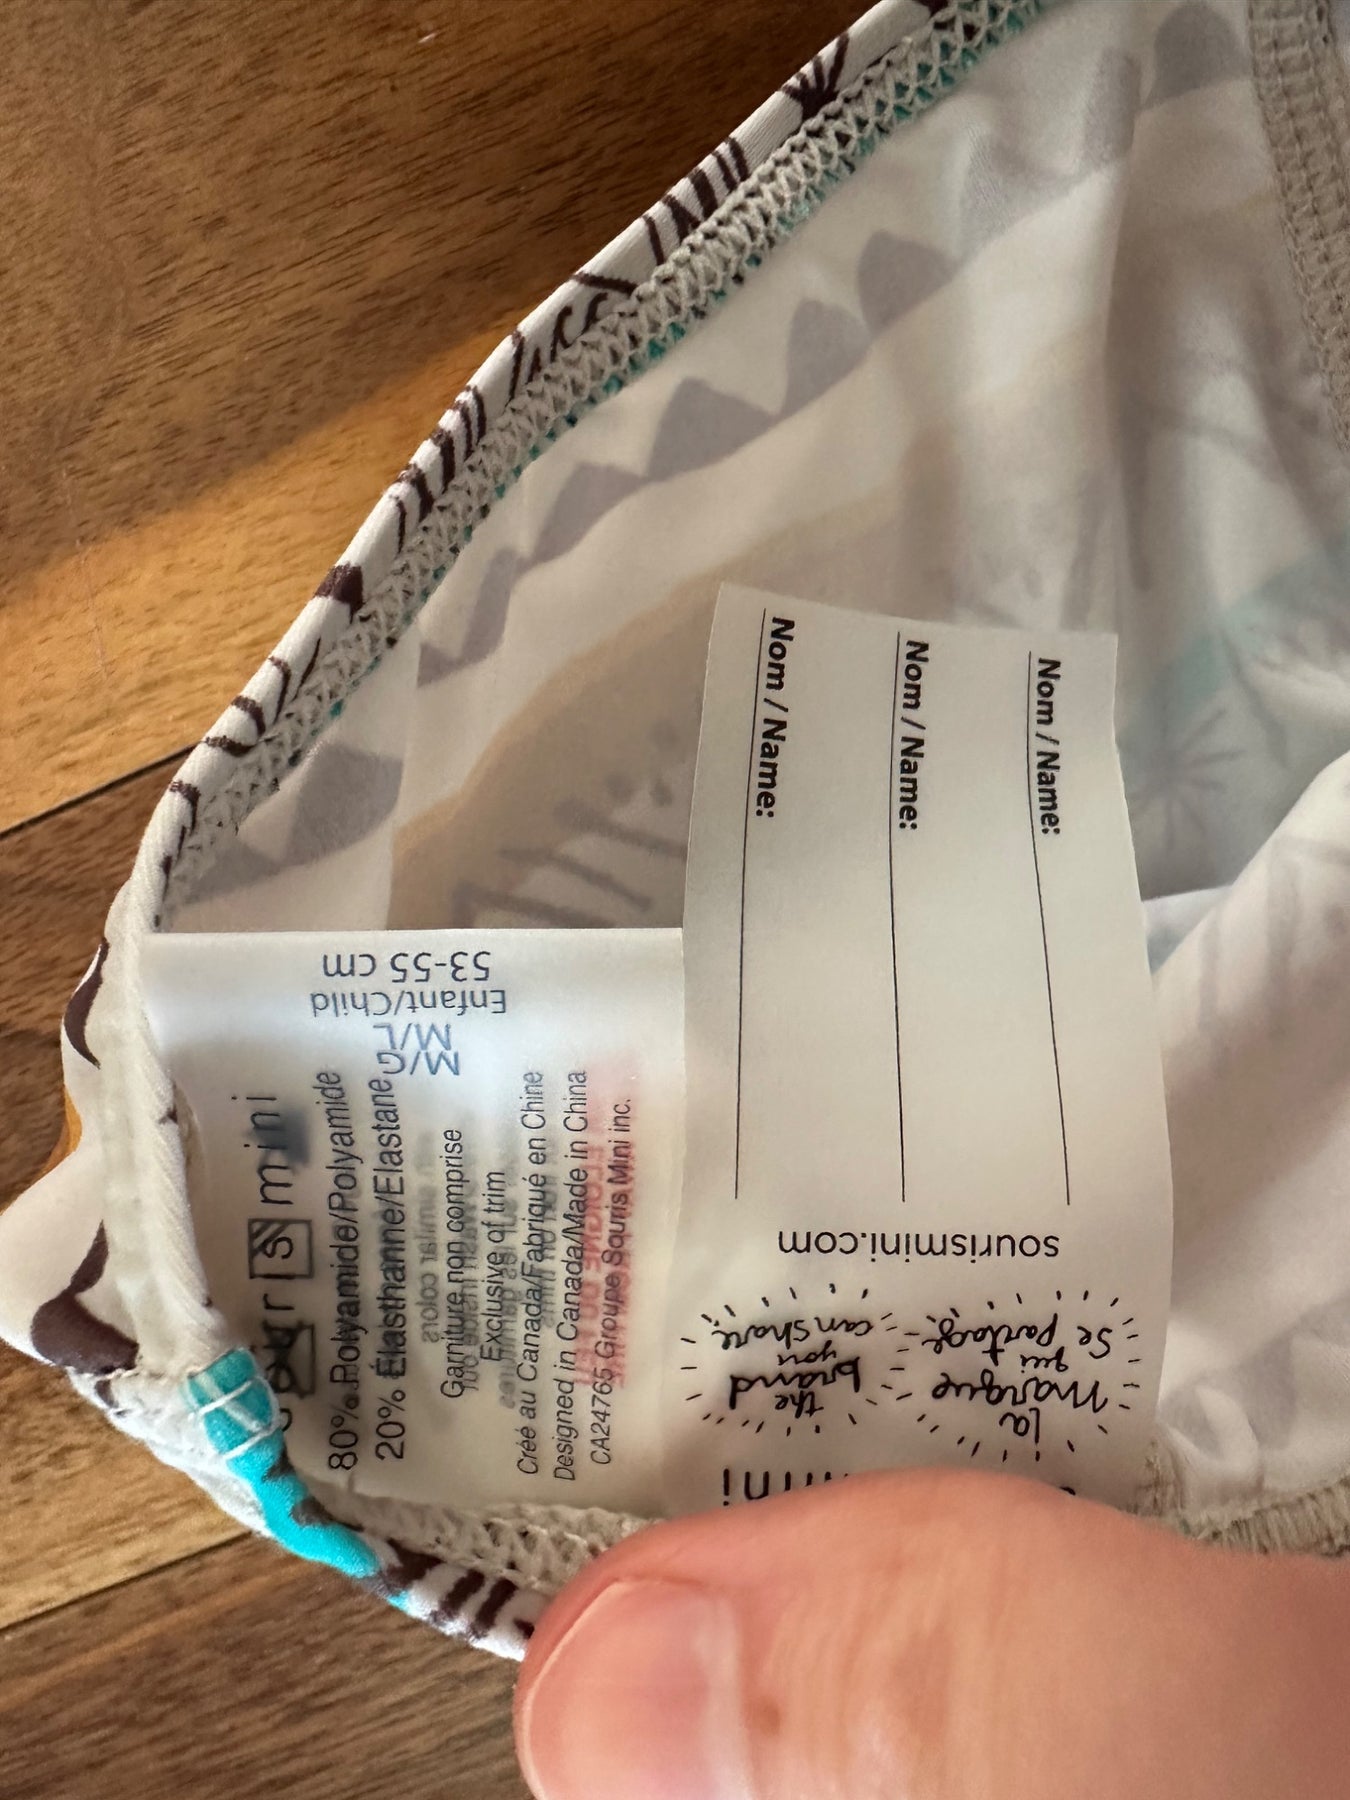 souris mini
80% Polyamide/Polyamide
20% Élasthanne/Elastane
Garniture non comprise
Exclusive of trim
Créé au Canada/Fabriqué en Chine
Designed in Canada/Made in China
CA24765 Groupe Souris Mini inc.
M/G
M/L
Enfant/Child
53-55 cm
mini
la
marque
qui
se partage
the
brand
you
can share
sourismini.com
Nom / Name:
Nom / Name:
Nom / Name: